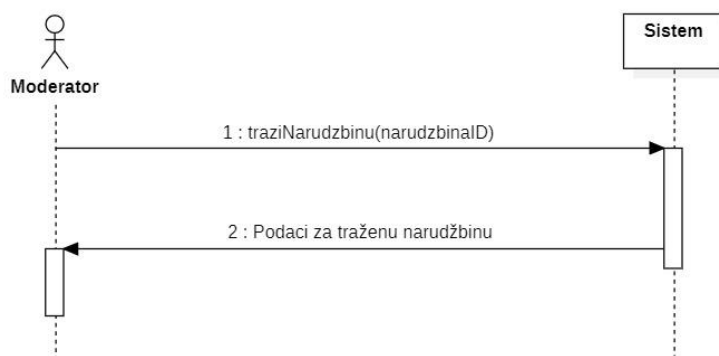 Sistem
Moderator
1 : traziNarudzbinu(narudzbinaID)
2 : Podaci za traženu narudžbinu